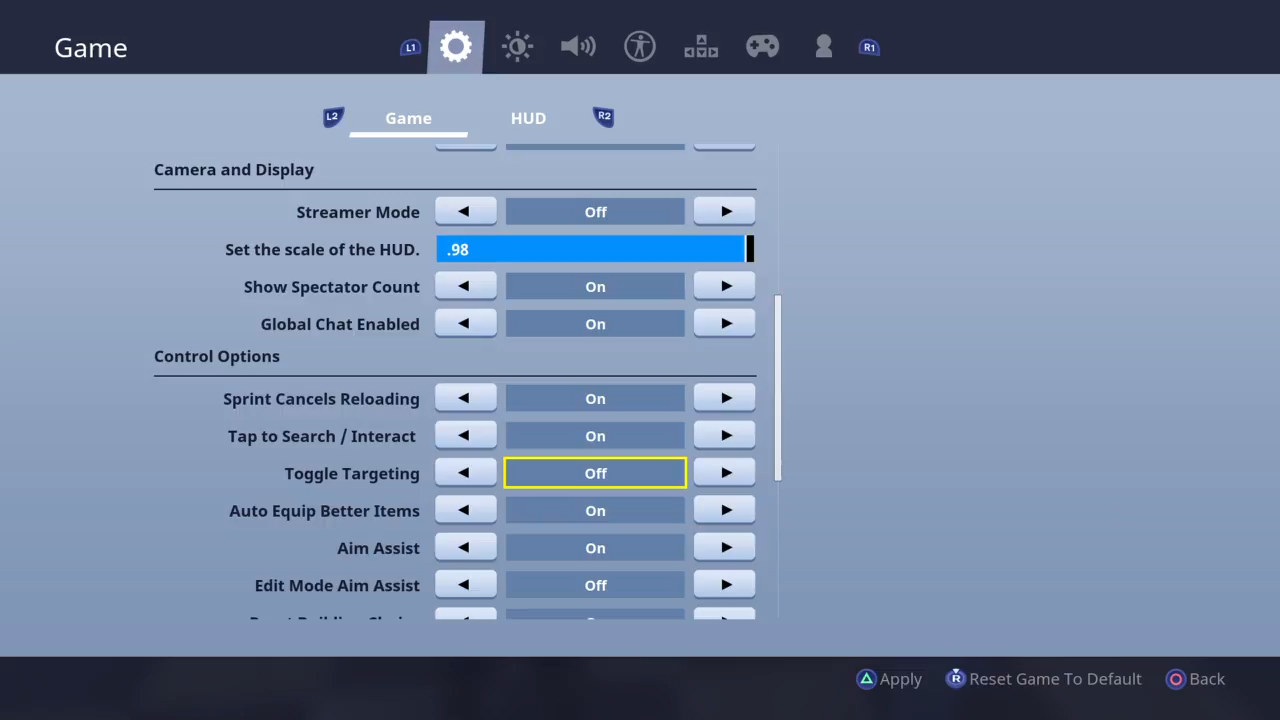 Game
L1
R1
L2
Game
HUD
R2
Camera and Display
Streamer Mode Off
Set the scale of the HUD. .98
Show Spectator Count On
Global Chat Enabled On
Control Options
Sprint Cancels Reloading On
Tap to Search / Interact On
Toggle Targeting Off
Auto Equip Better Items On
Aim Assist On
Edit Mode Aim Assist Off
Apply
R Reset Game To Default
Back